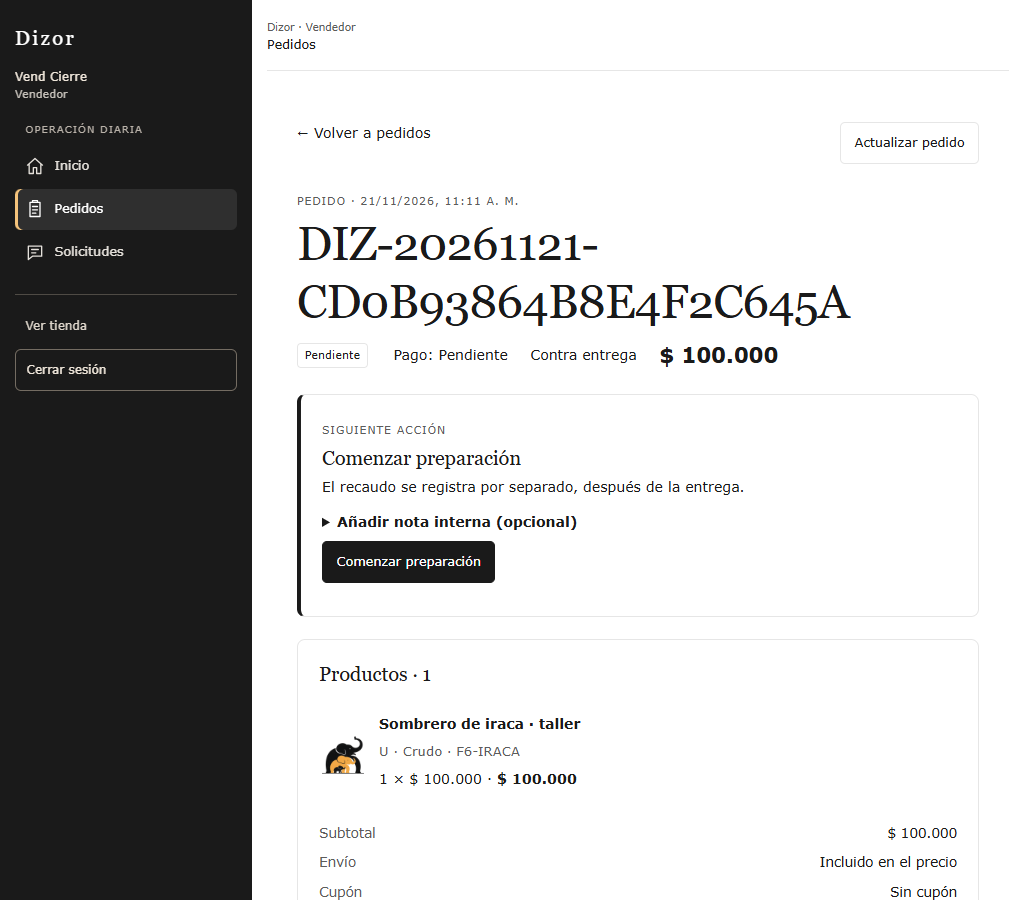 Dizor
Vend Cierre
Vendedor
OPERACIÓN DIARIA
Inicio
Pedidos
Solicitudes
Ver tienda
Cerrar sesión
Dizor · Vendedor
Pedidos
← Volver a pedidos
Actualizar pedido
PEDIDO · 21/11/2026, 11:11 A. M.
DIZ-20261121-
CD0B93864B8E4F2C645A
Pendiente
Pago: Pendiente
Contra entrega
$ 100.000
SIGUIENTE ACCIÓN
Comenzar preparación
El recaudo se registra por separado, después de la entrega.
▶ Añadir nota interna (opcional)
Comenzar preparación
Productos · 1
Sombrero de iraca · taller
U · Crudo · F6-IRACA
1 × $ 100.000 · $ 100.000
Subtotal $ 100.000
Envío Incluido en el precio
Cupón Sin cupón